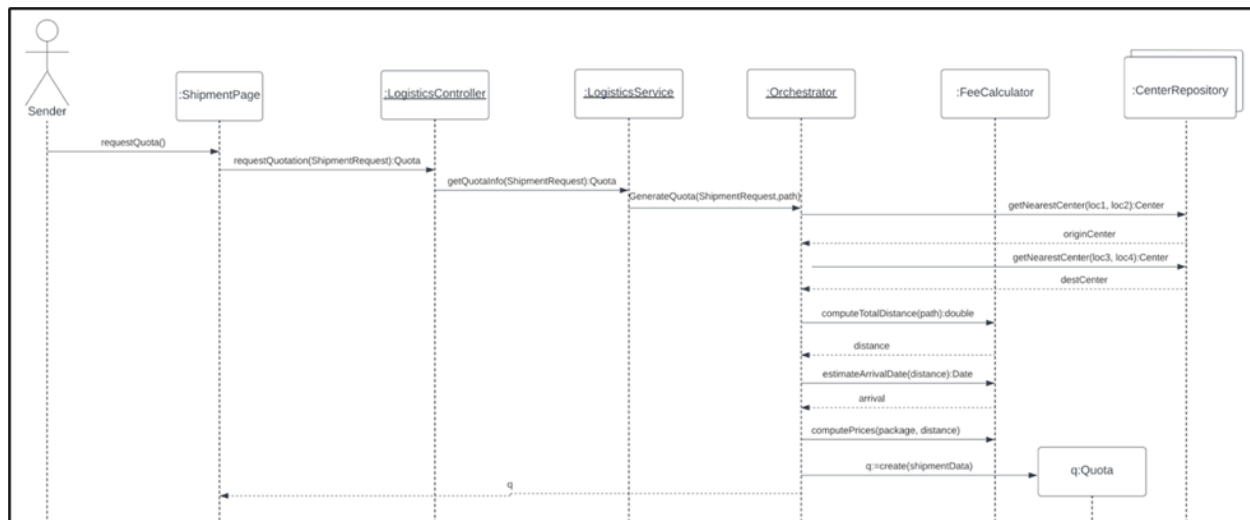 Sender
:ShipmentPage
:LogisticsController
:LogisticsService
:Orchestrator
:FeeCalculator
:CenterRepository
requestQuota()
requestQuotation(ShipmentRequest):Quota
getQuotaInfo(ShipmentRequest):Quota
GenerateQuota(ShipmentRequest,path)
getNearestCenter(loc1, loc2):Center
originCenter
getNearestCenter(loc3, loc4):Center
destCenter
computeTotalDistance(path):double
distance
estimateArrivalDate(distance):Date
arrival
computePrices(package, distance)
q:=create(shipmentData)
q:Quota
q